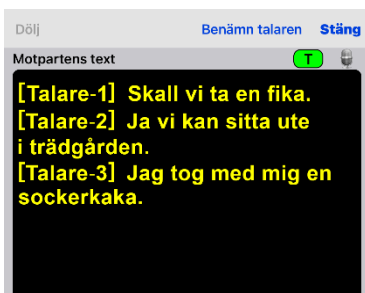 Dölj Benämn talaren Stäng
Motpartens text T
[Talare-1] Skall vi ta en fika.
[Talare-2] Ja vi kan sitta ute
i trädgården.
[Talare-3] Jag tog med mig en
sockerkaka.